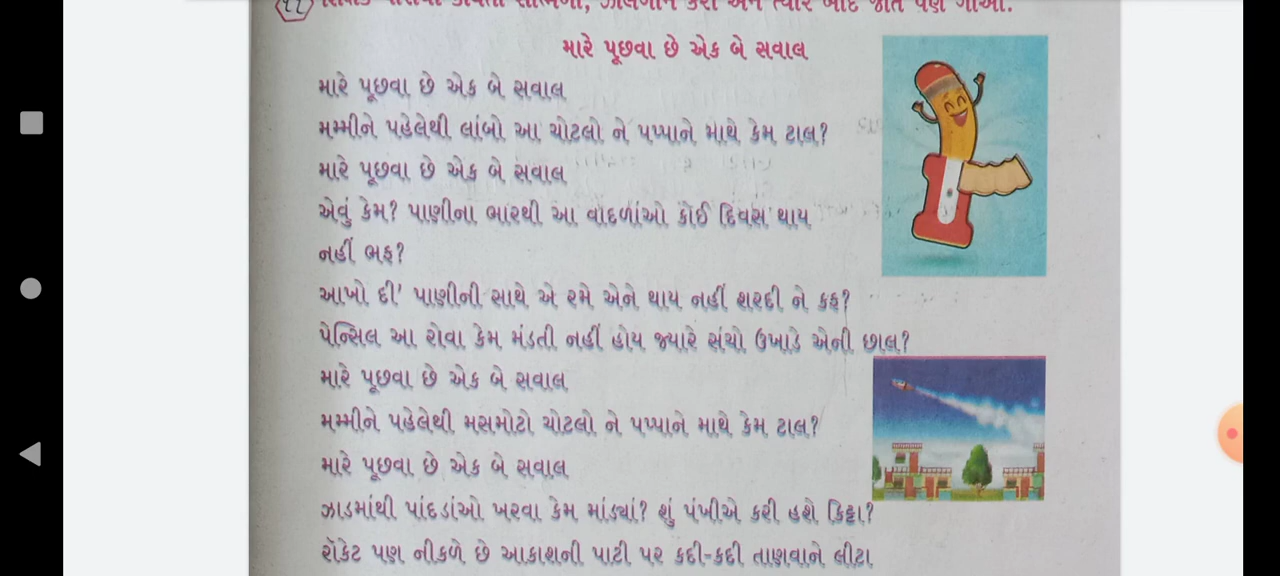 મારે પૂછવા છે એક બે સવાલ
મારે પૂછવા છે એક બે સવાલ
મમ્મીને પહેલેથી લાંબો આ ચોટલો ને પપ્પાને માથે કેમ ટાલ?
મારે પૂછવા છે એક બે સવાલ
એવું કેમ? પાણીના ભારથી આ વાદળાંઓ કોઈ દિવસ થાય
નહીં ભફ?
આખો દી' પાણીની સાથે એ રમે એને થાય નહીં શરદી ને કફ?
પેન્સિલ આ રોવા કેમ મંડતી નહીં હોય જ્યારે સંચો ઉખાડે એની છાલ?
મારે પૂછવા છે એક બે સવાલ
મમ્મીને પહેલેથી મસમોટો ચોટલો ને પપ્પાને માથે કેમ ટાલ?
મારે પૂછવા છે એક બે સવાલ
ઝાડમાંથી પાંદડાંઓ ખરવા કેમ માંડ્યાં? શું પંખીએ કરી હશે કિટ્ટા?
રૉકેટ પણ નીકળે છે આકાશની પાટી પર કદી-કદી તાણવાને લીટા